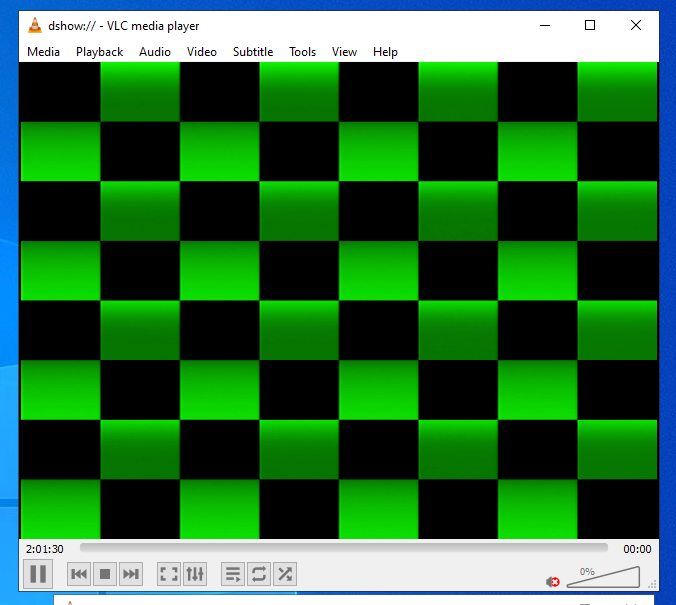 dshow:// - VLC media player
Media Playback Audio Video Subtitle Tools View Help
2:01:30 00:00
0%